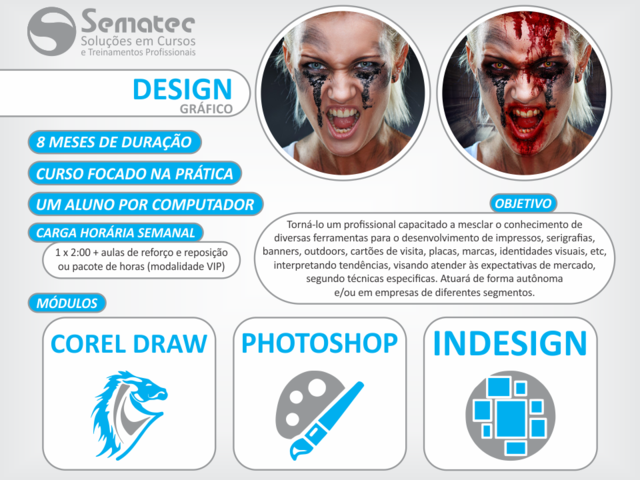 Sematec
Soluções em Cursos
e Treinamentos Profissionais
DESIGN
GRÁFICO
8 MESES DE DURAÇÃO
CURSO FOCADO NA PRÁTICA
UM ALUNO POR COMPUTADOR
CARGA HORÁRIA SEMANAL
1 x 2:00 + aulas de reforço e reposição
ou pacote de horas (modalidade VIP)
OBJETIVO
Torná-lo um profissional capacitado a mesclar o conhecimento de
diversas ferramentas para o desenvolvimento de impressos, serigrafias,
banners, outdoors, cartões de visita, placas, marcas, identidades visuais, etc,
interpretando tendências, visando atender às expectativas de mercado,
segundo técnicas especificas. Atuará de forma autônoma
e/ou em empresas de diferentes segmentos.
MÓDULOS
COREL DRAW
PHOTOSHOP
INDESIGN